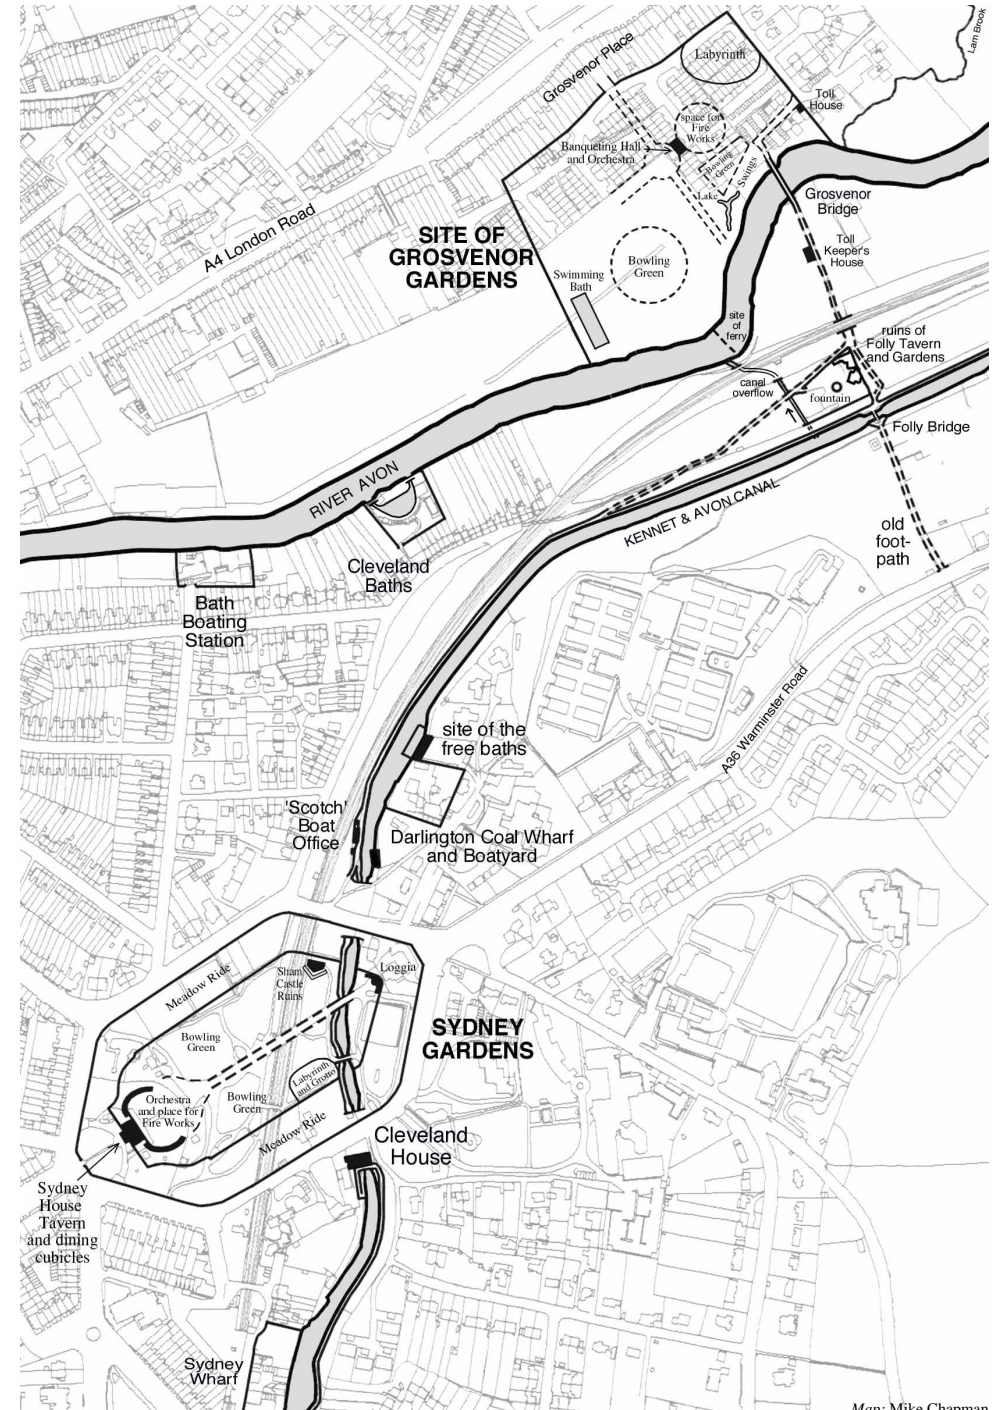 Lam Brook
Grosvenor Place
Labyrinth
Toll
House
space for
Fire
Works
Banqueting Hall
and Orchestra
Bowling
Green
Swings
Lake
Grosvenor
Bridge
A4 London Road
SITE OF
GROSVENOR
GARDENS
Toll
Keeper's
House
Bowling
Green
Swimming
Bath
site
of
ferry
ruins of
Folly Tavern
and Gardens
canal
overflow
fountain
Folly Bridge
RIVER AVON
KENNET & AVON CANAL
old
foot-
path
Cleveland
Baths
Bath
Boating
Station
A36 Warminster Road
site of the
free baths
'Scotch'
Boat
Office
Darlington Coal Wharf
and Boatyard
Meadow Ride
Sham
Castle
Ruins
Loggia
SYDNEY
GARDENS
Bowling
Green
Labyrinth
and Grotto
Orchestra
and place for
Fire Works
Bowling
Green
Meadow Ride
Cleveland
House
Sydney
House
Tavern
and dining
cubicles
Sydney
Wharf
Map: Mike Chapman